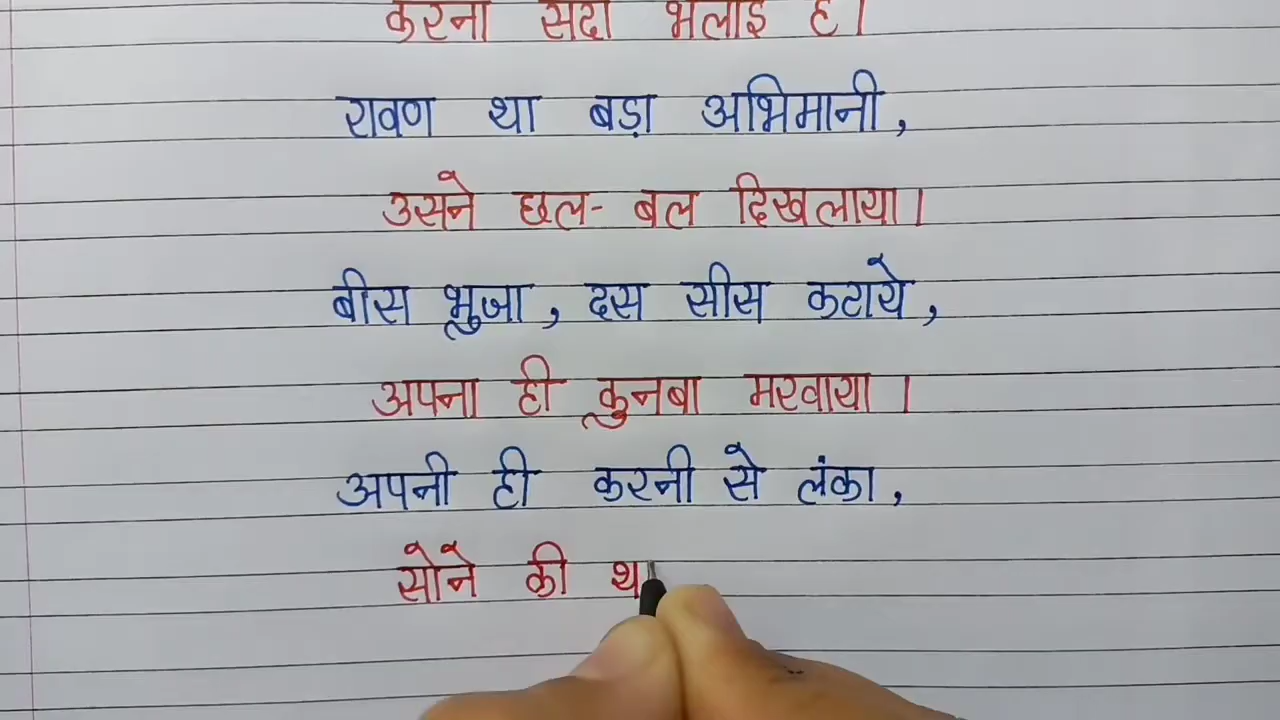 करना सदा भलाई है।
रावण था बड़ा अभिमानी,
उसने छल-बल दिखलाया।
बीस भुजा, दस सीस कटाये,
अपना ही कुनबा मरवाया।
अपनी ही करनी से लंका,
सोने की थ